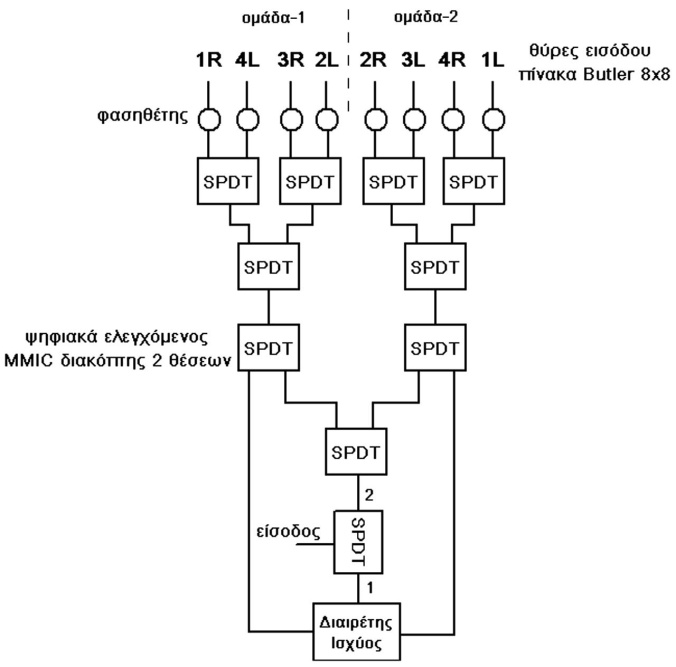 ομάδα-1 ομάδα-2
1R 4L 3R 2L 2R 3L 4R 1L
θύρες εισόδου
πίνακα Butler 8x8
φασηθέτης
SPDT SPDT SPDT SPDT
SPDT SPDT
ψηφιακά ελεγχόμενος
MMIC διακόπτης 2 θέσεων
SPDT SPDT
SPDT
2
είσοδος
SPDT
1
Διαιρέτης
Ισχύος